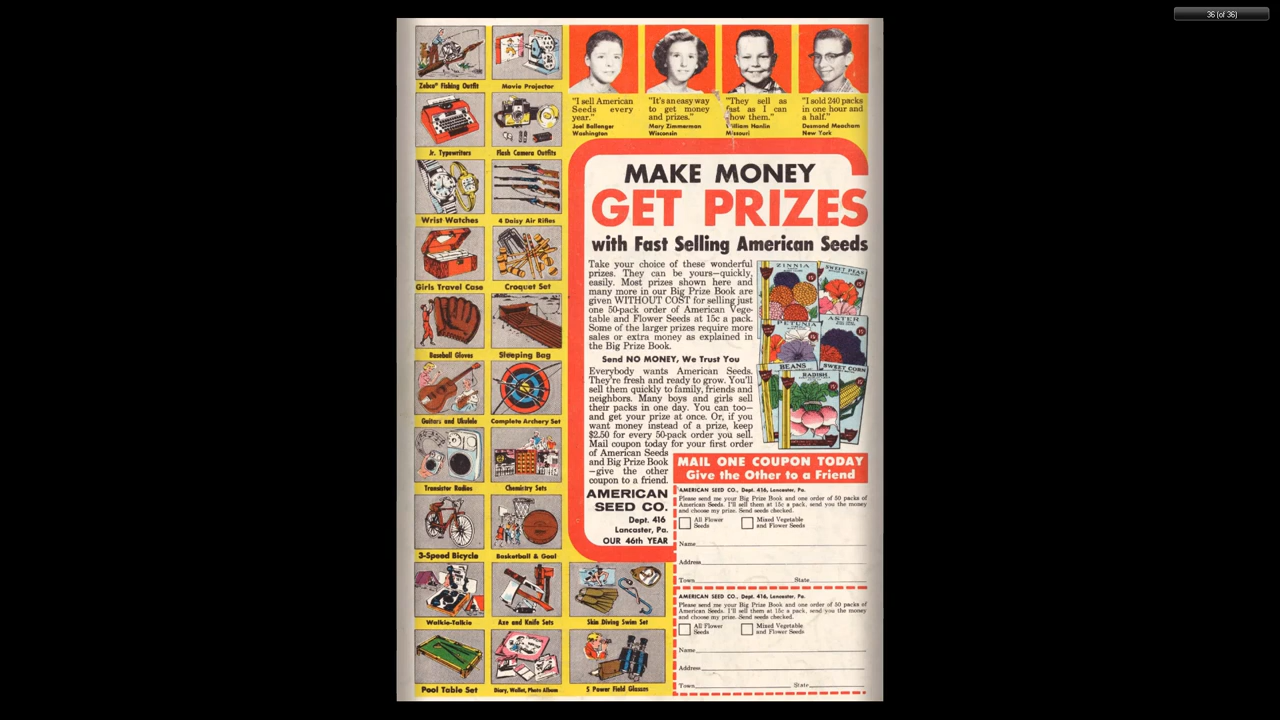 36 (of 36)
Zebco® Fishing Outfit
Movie Projector
Jr. Typewriters
Flash Camera Outfits
Wrist Watches
4 Daisy Air Rifles
Girls Travel Case
Croquet Set
Baseball Gloves
Sleeping Bag
Guitars and Ukulele
Complete Archery Set
Transistor Radios
Chemistry Sets
3-Speed Bicycle
Basketball & Goal
Walkie-Talkie
Axe and Knife Sets
Skin Diving Swim Set
Pool Table Set
Diary, Wallet, Photo Album
5 Power Field Glasses
"I sell American
Seeds every
year."
Joel Ballenger
Washington
"It's an easy way
to get money
and prizes."
Mary Zimmerman
Wisconsin
"They sell as
fast as I can
show them."
William Hanlin
Missouri
"I sold 240 packs
in one hour and
a half."
Desmond Meacham
New York
MAKE MONEY
GET PRIZES
with Fast Selling American Seeds
Take your choice of these wonderful
prizes. They can be yours—quickly,
easily. Most prizes shown here and
many more in our Big Prize Book are
given WITHOUT COST for selling just
one 50-pack order of American Vege-
table and Flower Seeds at 15c a pack.
Some of the larger prizes require more
sales or extra money as explained in
the Big Prize Book.
Send NO MONEY, We Trust You
Everybody wants American Seeds.
They're fresh and ready to grow. You'll
sell them quickly to family, friends and
neighbors. Many boys and girls sell
their packs in one day. You can too—
and get your prize at once. Or, if you
want money instead of a prize, keep
$2.50 for every 50-pack order you sell.
Mail coupon today for your first order
of American Seeds
and Big Prize Book
—give the other
coupon to a friend.
AMERICAN
SEED CO.
Dept. 416
Lancaster, Pa.
OUR 46th YEAR
ZINNIA
SWEET PEAS
PETUNIA
ASTER
BEANS
SWEET CORN
RADISH
MAIL ONE COUPON TODAY
Give the Other to a Friend
AMERICAN SEED CO., Dept. 416, Lancaster, Pa.
Please send me your Big Prize Book and one order of 50 packs of
American Seeds. I'll sell them at 15c a pack, send you the money
and choose my prize. Send seeds checked.
All Flower
Seeds
Mixed Vegetable
and Flower Seeds
Name
Address
Town State
AMERICAN SEED CO., Dept. 416, Lancaster, Pa.
Please send me your Big Prize Book and one order of 50 packs of
American Seeds. I'll sell them at 15c a pack, send you the money
and choose my prize. Send seeds checked.
All Flower
Seeds
Mixed Vegetable
and Flower Seeds
Name
Address
Town State